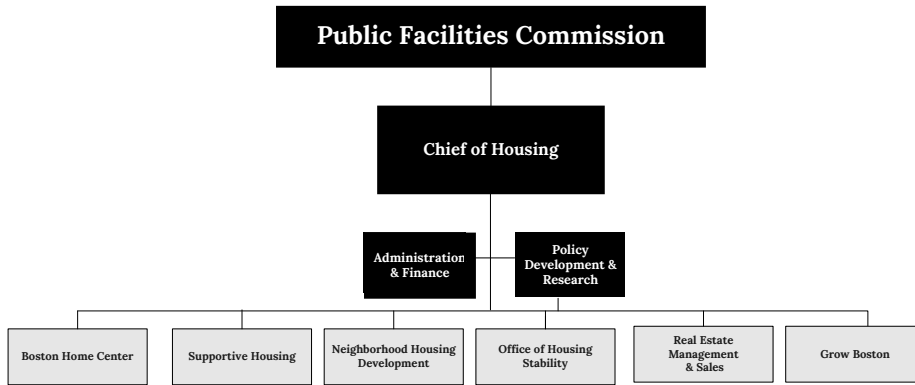 Public Facilities Commission
Chief of Housing
Administration
& Finance
Policy
Development &
Research
Boston Home Center
Supportive Housing
Neighborhood Housing
Development
Office of Housing
Stability
Real Estate
Management
& Sales
Grow Boston